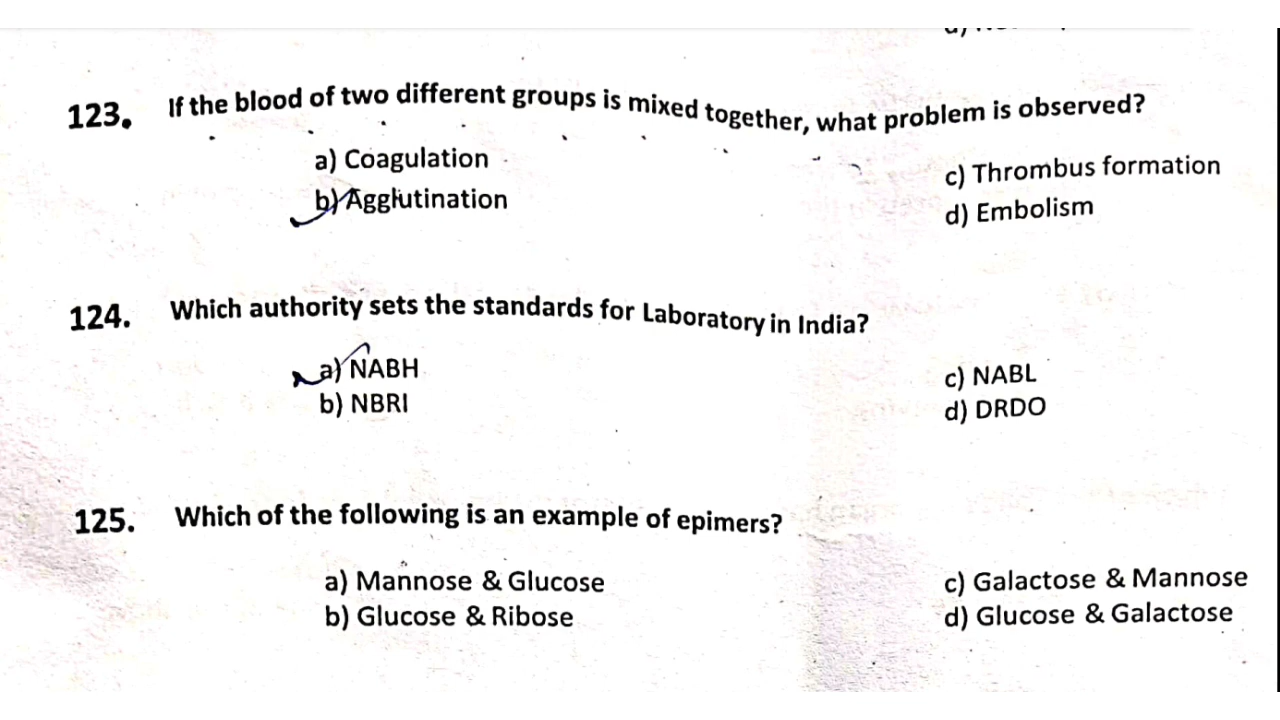 123. If the blood of two different groups is mixed together, what problem is observed?
a) Coagulation
b) Agglutination
c) Thrombus formation
d) Embolism
124. Which authority sets the standards for Laboratory in India?
a) NABH
b) NBRI
c) NABL
d) DRDO
125. Which of the following is an example of epimers?
a) Mannose & Glucose
b) Glucose & Ribose
c) Galactose & Mannose
d) Glucose & Galactose